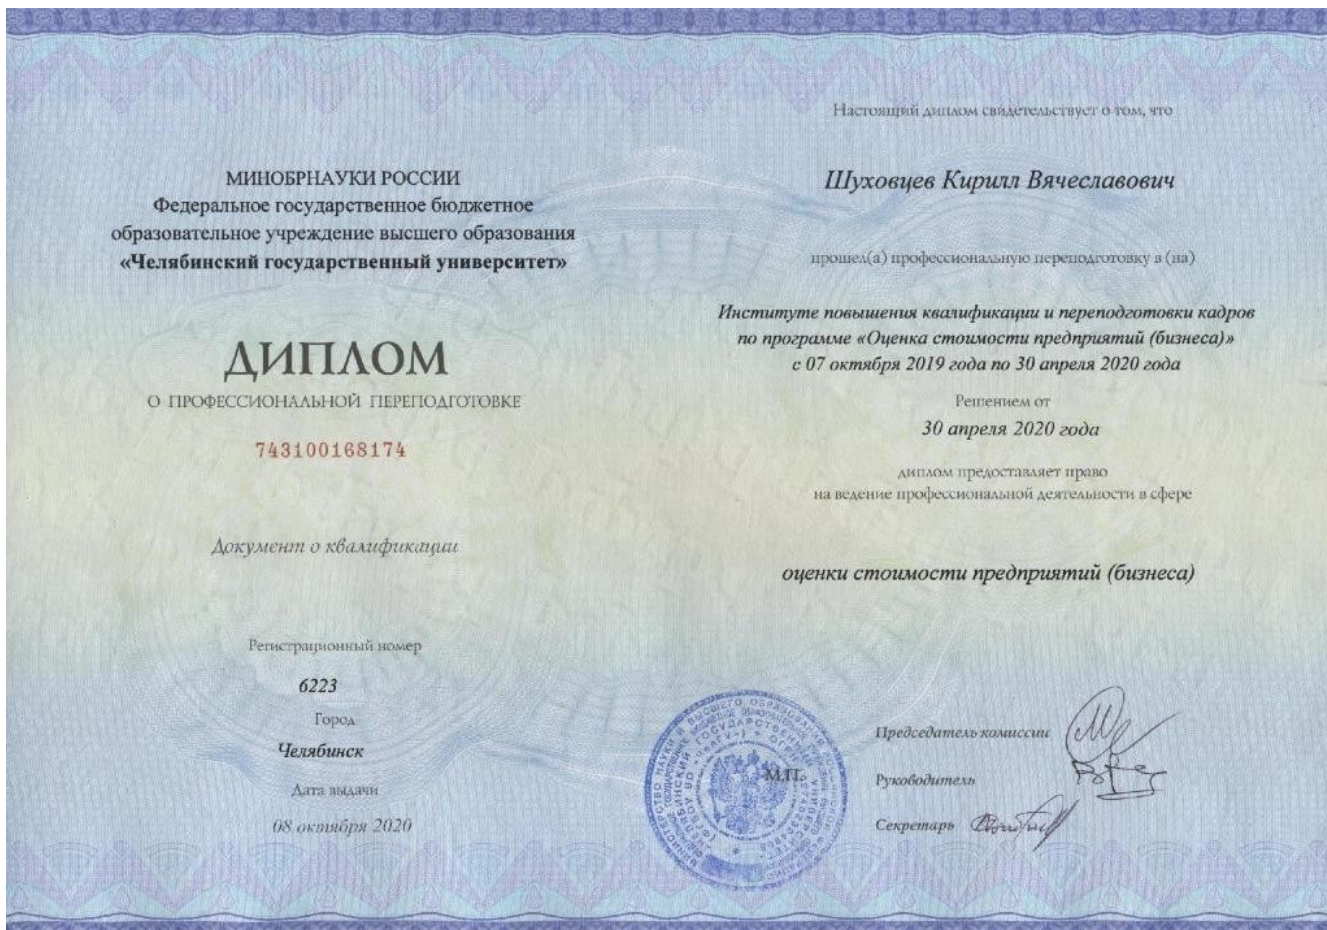 МИНОБРНАУКИ РОССИИ
Федеральное государственное бюджетное
образовательное учреждение высшего образования
«Челябинский государственный университет»
ДИПЛОМ
О ПРОФЕССИОНАЛЬНОЙ ПЕРЕПОДГОТОВКЕ
743100168174
Документ о квалификации
Регистрационный номер
6223
Город
Челябинск
Дата выдачи
08 октября 2020
Настоящий диплом свидетельствует о том, что
Шуховцев Кирилл Вячеславович
прошел(а) профессиональную переподготовку в (на)
Институте повышения квалификации и переподготовки кадров
по программе «Оценка стоимости предприятий (бизнеса)»
с 07 октября 2019 года по 30 апреля 2020 года
Решением от
30 апреля 2020 года
диплом предоставляет право
на ведение профессиональной деятельности в сфере
оценки стоимости предприятий (бизнеса)
М.П.
Председатель комиссии
Руководитель
Секретарь